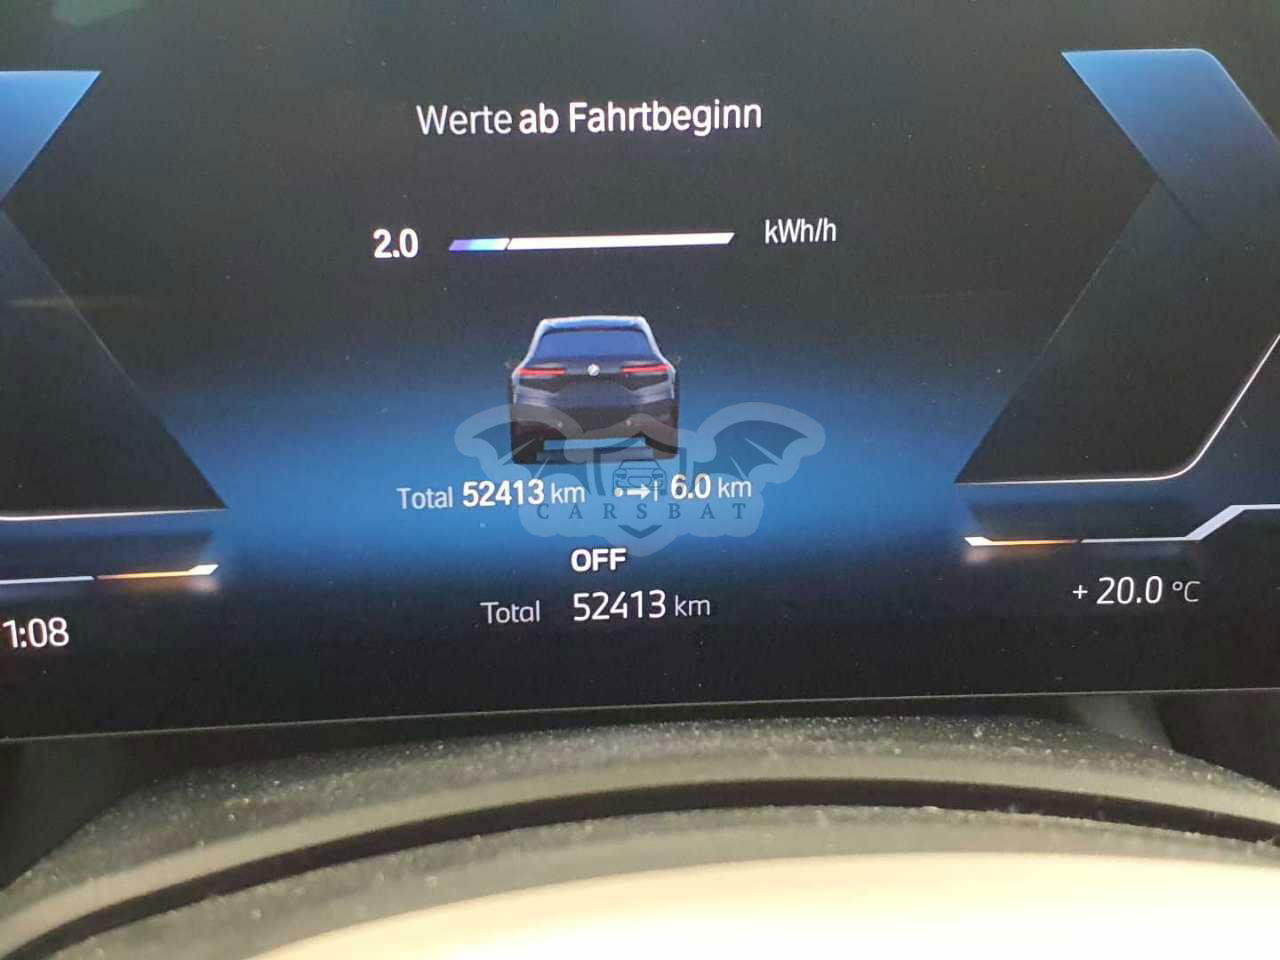 Werte ab Fahrtbeginn
2.0 kWh/h
Total 52413 km 6.0 km
CARSBAT
OFF
Total 52413 km
1:08
+ 20.0 °C